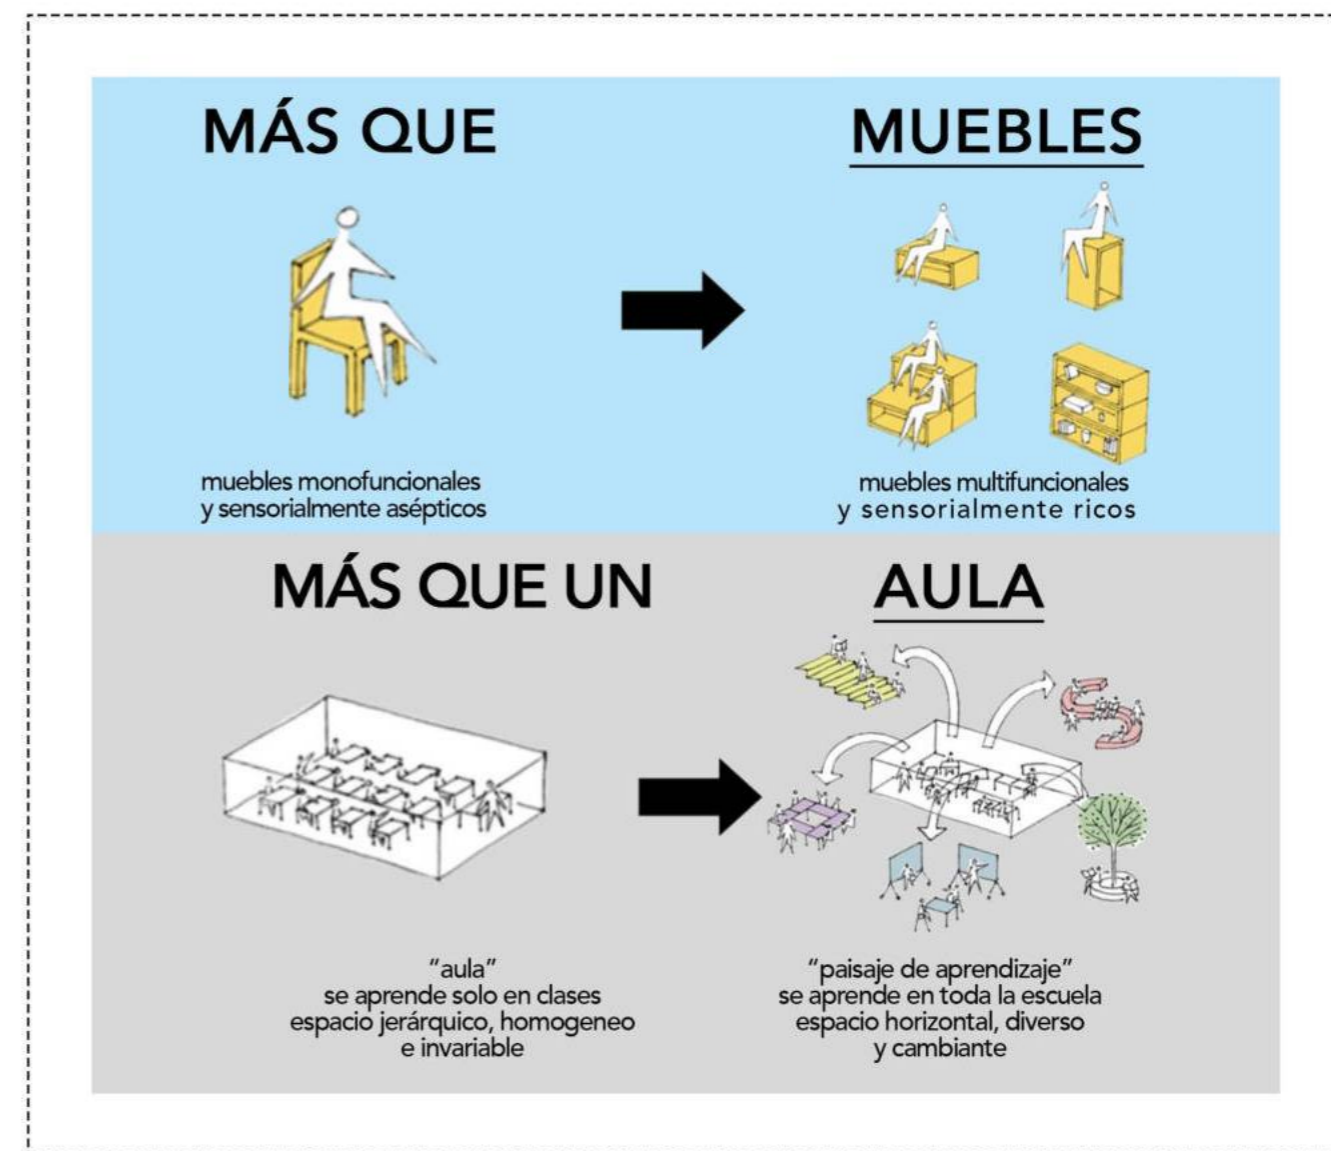 MÁS QUE
MUEBLES
muebles monofuncionales
y sensorialmente asépticos
muebles multifuncionales
y sensorialmente ricos
MÁS QUE UN
AULA
"aula"
se aprende solo en clases
espacio jerárquico, homogeneo
e invariable
"paisaje de aprendizaje"
se aprende en toda la escuela
espacio horizontal, diverso
y cambiante